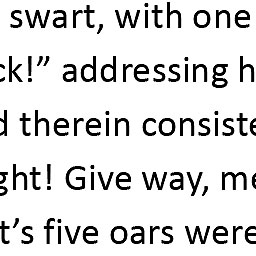 swart, with one
ck!” addressing h
d therein consiste
ght! Give way, me
t’s five oars were